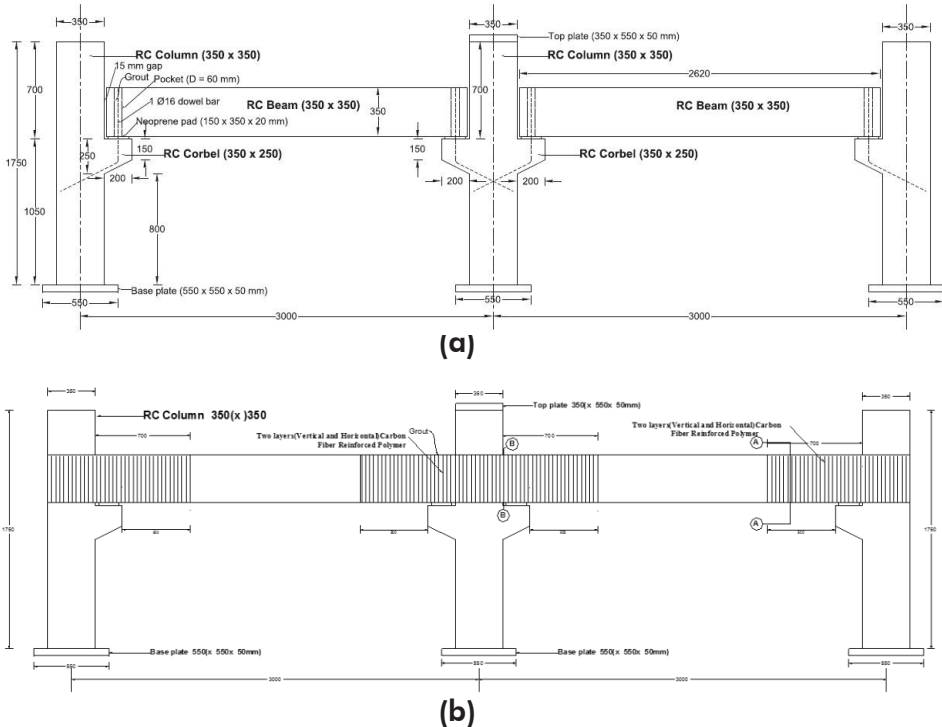 350
350
350
Top plate (350 x 550 x 50 mm)
RC Column (350 x 350)
RC Column (350 x 350)
15 mm gap
Grout
Pocket (D = 60 mm)
2620
700
700
1 Ø16 dowel bar
RC Beam (350 x 350)
350
RC Beam (350 x 350)
Neoprene pad (150 x 350 x 20 mm)
RC Corbel (350 x 250)
RC Corbel (350 x 250)
250
150
150
1750
200
200
200
1050
800
Base plate (550 x 550 x 50 mm)
550
550
550
3000
3000
(a)
350
350
350
Top plate 350(x 550x 50mm)
RC Column 350(x )350
Two layers(Vertical and Horizontal)Carbon
Fiber Reinforced Polymer
Grout
700
B
700
Two layers(Vertical and Horizontal)Carbon
Fiber Reinforced Polymer
A
700
B
A
1750
1750
Base plate 550(x 550x 50mm)
Base plate 550(x 550x 50mm)
550
550
550
3000
3000
(b)